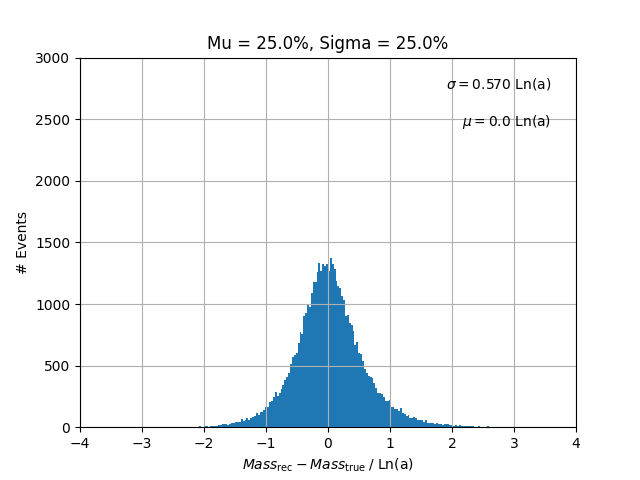 Mu = 25.0%, Sigma = 25.0%
3000
2500
2000
1500
1000
500
0
# Events
σ = 0.570 Ln(a)
μ = 0.0 Ln(a)
−4 −3 −2 −1 0 1 2 3 4
Mass_rec − Mass_true / Ln(a)